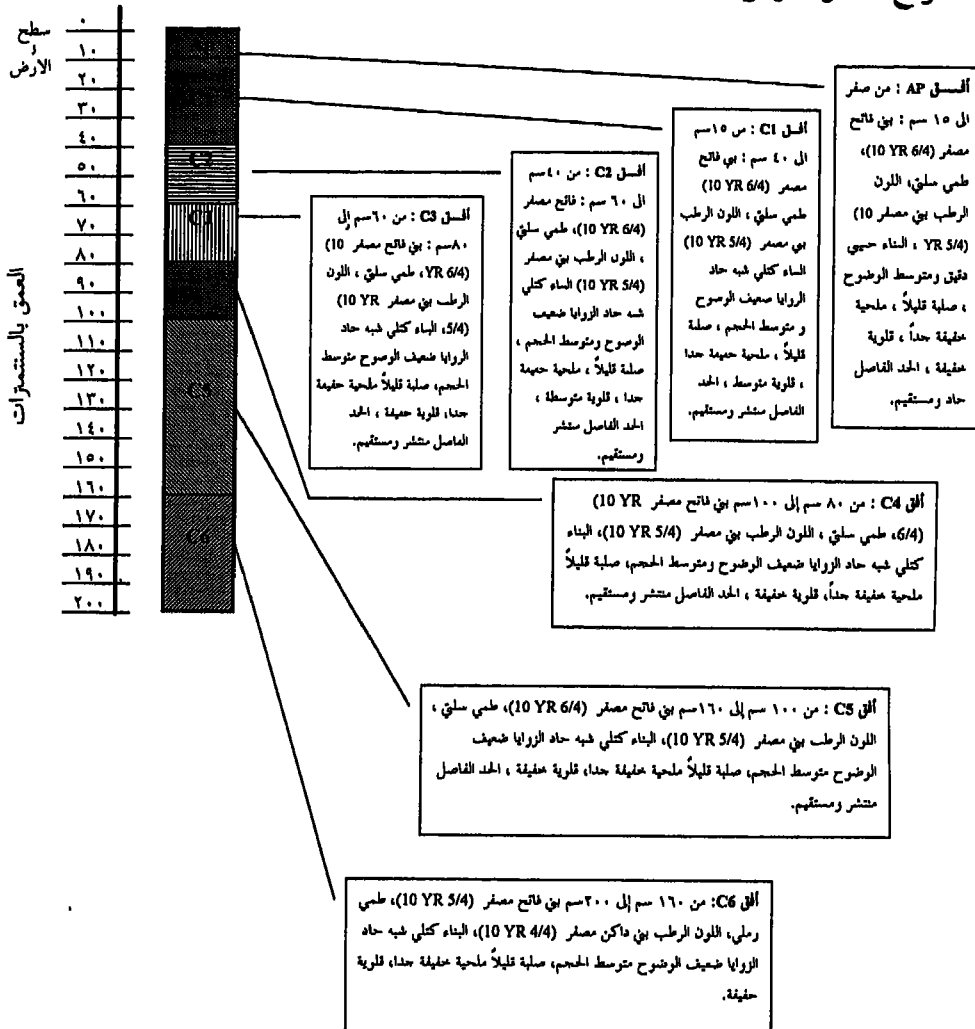 سطح
الارض
٠
١٠
٢٠
٣٠
٤٠
٥٠
٦٠
٧٠
٨٠
٩٠
١٠٠
١١٠
١٢٠
١٣٠
١٤٠
١٥٠
١٦٠
١٧٠
١٨٠
١٩٠
٢٠٠
العمق بالسنتمترات
C2
C3
C5
C6
أفسق AP : من صفر
الى ١٥ سم : بني فاتح
مصفر (10 YR 6/4)،
طمي سلتي، اللون
الرطب بني مصفر (10
YR 5/4) ، البناء حبيبي
دقيق ومتوسط الوضوح
، صلبة قليلاً ، ملحية
خفيفة جداً ، قلوية
خفيفة ، الحد الفاصل
حاد ومستقيم.
أفسق C1 : من ١٥سم
الى ٤٠ سم : بني فاتح
مصفر (10 YR 6/4)
طمي سلتي ، اللون الرطب
بني مصفر (10 YR 5/4)
البناء كتلي شبه حاد
الزوايا ضعيف الوضوح
و متوسط الحجم ، صلبة
قليلاً ، ملحية خفيفة جدا
، قلوية متوسط ، الحد
الفاصل منتشر ومستقيم.
أفسق C2 : من ٤٠سم
الى ٦٠ سم : فاتح مصفر
(10 YR 6/4)، طمي سلتي
، اللون الرطب بني مصفر
(10 YR 5/4) البناء كتلي
شبه حاد الزوايا ضعيف
الوضوح ومتوسط الحجم ،
صلبة قليلاً ، ملحية خفيفة
جدا ، قلوية متوسطة ،
الحد الفاصل منتشر
ومستقيم.
أفسق C3 : من ٦٠سم إلى
٨٠سم : بني فاتح مصفر (10
YR 6/4)، طمي سلتي ، اللون
الرطب بني مصفر (10 YR
5/4)، البناء كتلي شبه حاد
الزوايا ضعيف الوضوح متوسط
الحجم، صلبة قليلاً ملحية خفيفة
جدا، قلوية خفيفة ، الحد
الفاصل منتشر ومستقيم.
أفق C4 : من ٨٠ سم إلى ١٠٠سم بني فاتح مصفر (10 YR
6/4)، طمي سلتي ، اللون الرطب بني مصفر (10 YR 5/4)، البناء
كتلي شبه حاد الزوايا ضعيف الوضوح ومتوسط الحجم، صلبة قليلاً
ملحية خفيفة جداً، قلوية خفيفة ، الحد الفاصل منتشر ومستقيم.
أفق C5 : من ١٠٠ سم إلى ١٦٠سم بني فاتح مصفر (10 YR 6/4)، طمي سلتي ،
اللون الرطب بني مصفر (10 YR 5/4)، البناء كتلي شبه حاد الزوايا ضعيف
الوضوح متوسط الحجم، صلبة قليلاً ملحية خفيفة جدا، قلوية خفيفة ، الحد الفاصل
منتشر ومستقيم.
أفق C6: من ١٦٠ سم إلى ٢٠٠سم بني فاتح مصفر (10 YR 5/4)، طمي
رملي، اللون الرطب بني داكن مصفر (10 YR 4/4)، البناء كتلي شبه حاد
الزوايا ضعيف الوضوح متوسط الحجم، صلبة قليلاً ملحية خفيفة جدا، قلوية
خفيفة.